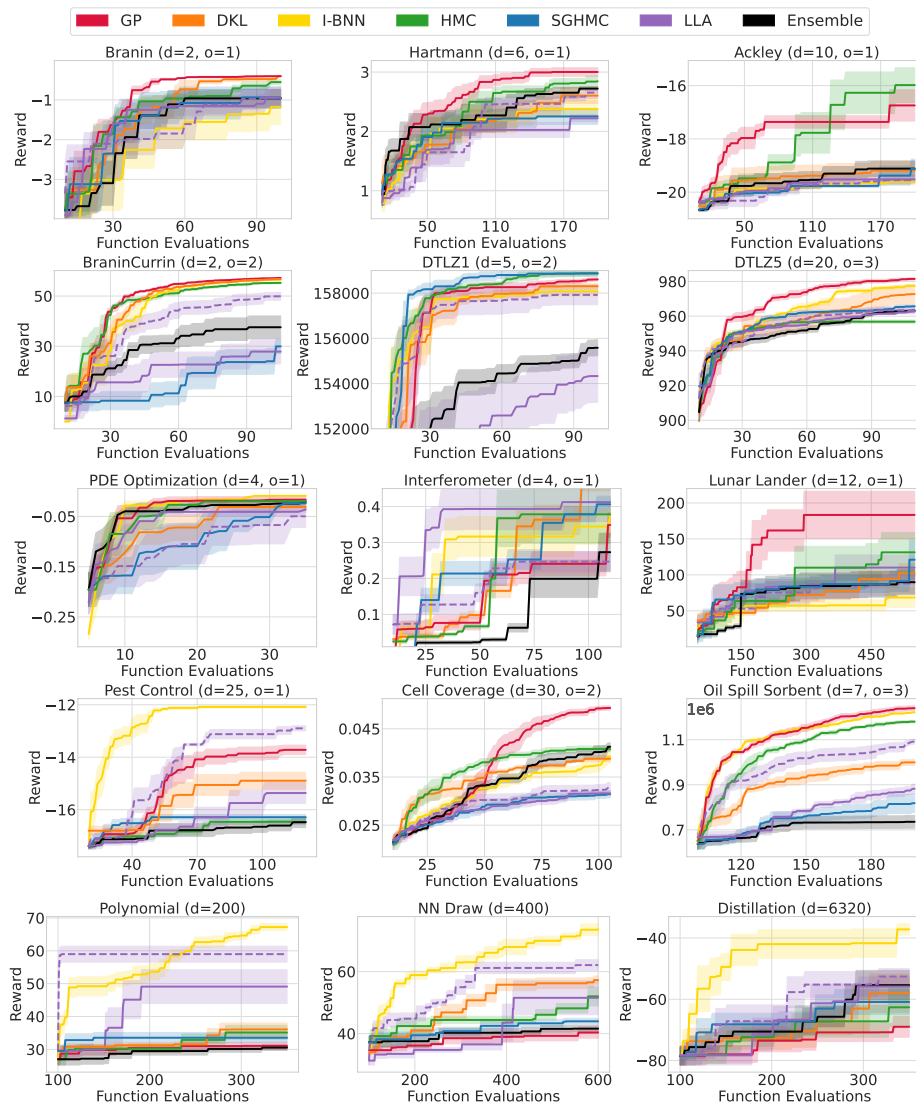 GP DKL I-BNN HMC SGHMC LLA Ensemble
Branin (d=2, o=1) Hartmann (d=6, o=1) Ackley (d=10, o=1)
Reward −1 −3 30 60 90 Function Evaluations
Reward 3 2 1 50 110 170 Function Evaluations
Reward −16 −18 −20 50 110 170 Function Evaluations
BraninCurrin (d=2, o=2) DTLZ1 (d=5, o=2) DTLZ5 (d=20, o=3)
Reward 50 30 10 30 60 90 Function Evaluations
Reward 158000 156000 154000 152000 30 60 90 Function Evaluations
Reward 980 960 940 920 900 30 60 90 Function Evaluations
PDE Optimization (d=4, o=1) Interferometer (d=4, o=1) Lunar Lander (d=12, o=1)
Reward −0.05 −0.15 −0.25 10 20 30 Function Evaluations
Reward 0.4 0.3 0.2 0.1 25 50 75 100 Function Evaluations
Reward 200 150 100 50 150 300 450 Function Evaluations
Pest Control (d=25, o=1) Cell Coverage (d=30, o=2) Oil Spill Sorbent (d=7, o=3)
Reward −12 −14 −16 40 70 100 Function Evaluations
Reward 0.045 0.035 0.025 25 50 75 100 Function Evaluations
1e6 Reward 1.1 0.9 0.7 120 150 180 Function Evaluations
Polynomial (d=200) NN Draw (d=400) Distillation (d=6320)
Reward 70 60 50 40 30 100 200 300 Function Evaluations
Reward 60 40 200 400 600 Function Evaluations
Reward −40 −60 −80 100 200 300 Function Evaluations